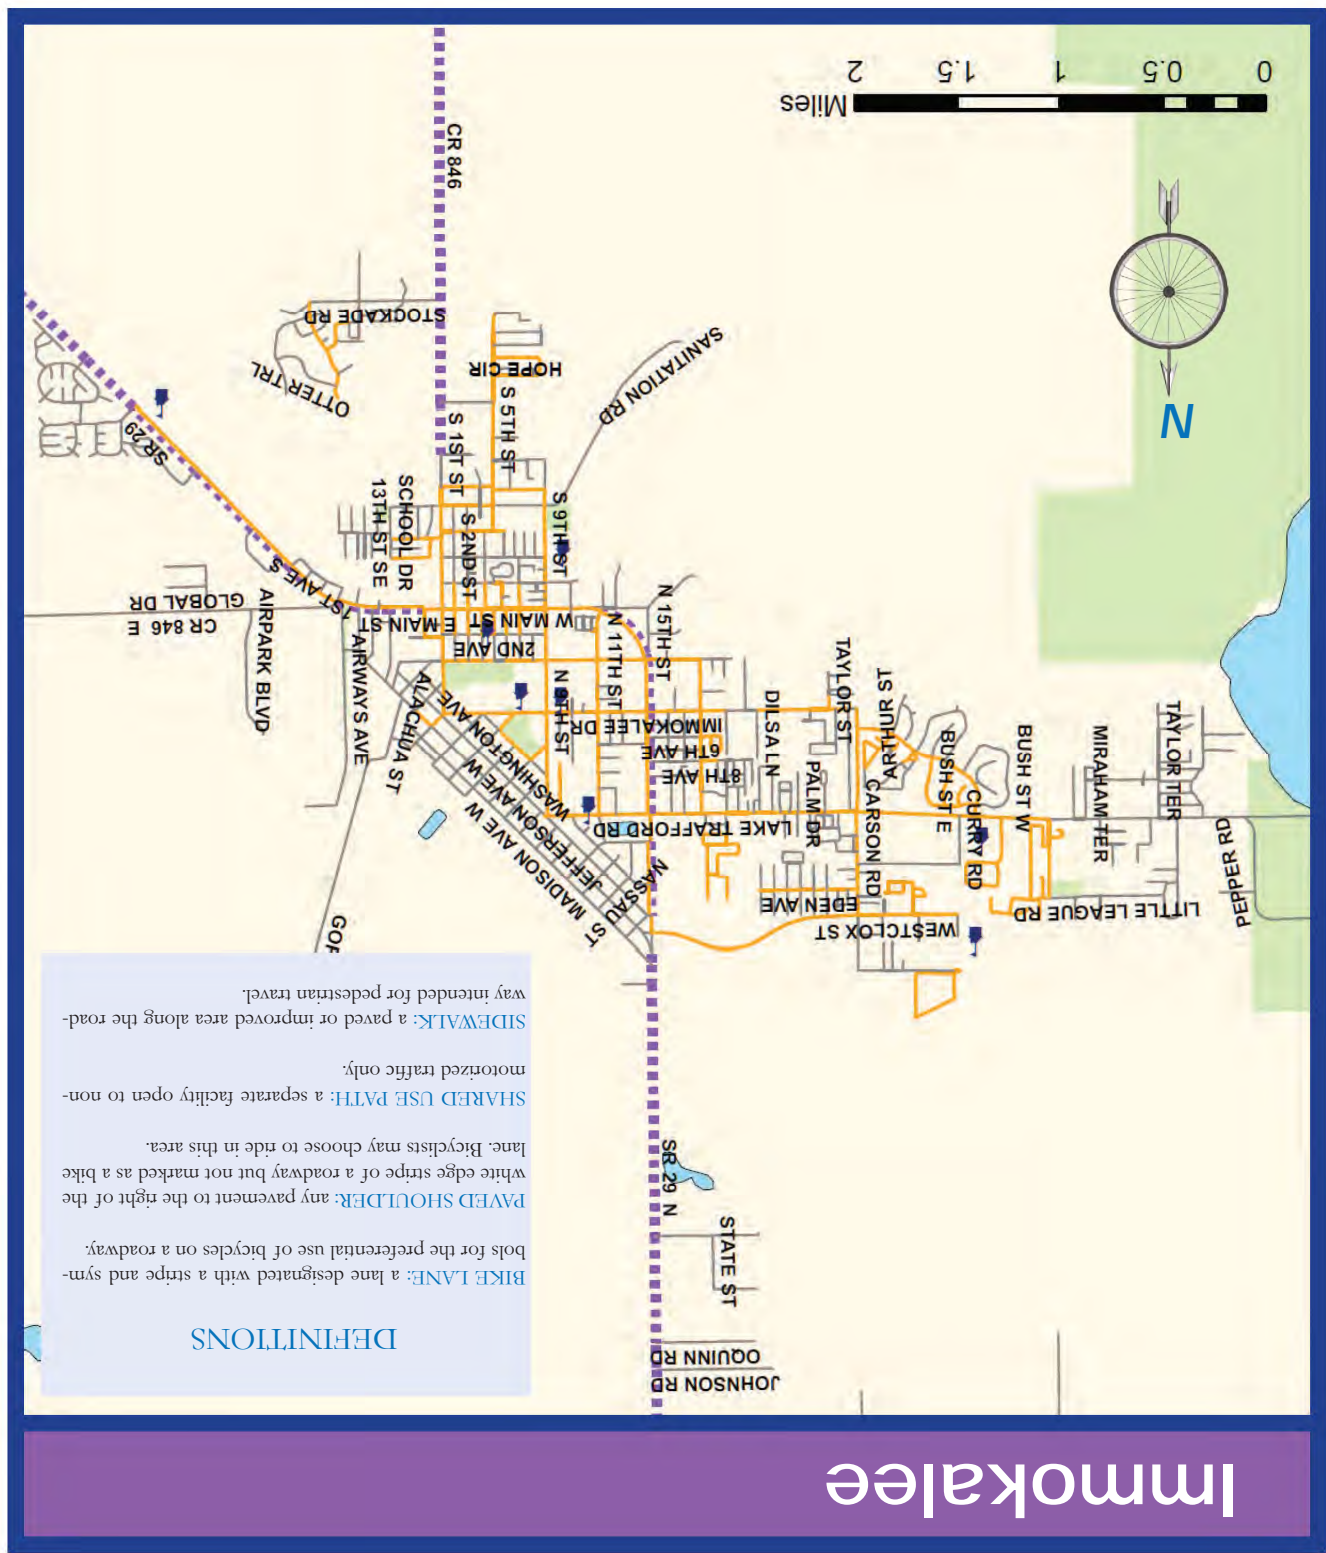 Immokalee
DEFINITIONS
BIKE LANE: a lane designated with a stripe and sym-
bols for the preferential use of bicycles on a roadway.
PAVED SHOULDER: any pavement to the right of the
white edge stripe of a roadway but not marked as a bike
lane. Bicyclists may choose to ride in this area.
SHARED USE PATH: a separate facility open to non-
motorized traffic only.
SIDEWALK: a paved or improved area along the road-
way intended for pedestrian travel.
JOHNSON RD
OQUINN RD
STATE ST
SR 29 N
GOF
PEPPER RD
LITTLE LEAGUE RD
WESTCLOX ST
EDEN AVE
NASSAU
ST
MADISON AVE W
JEFFERSON AVE W
WASHINGTON AVE
TAYLOR TER
MIRAHAM TER
BUSH ST W
CURRY RD
BUSH ST E
CARSON RD
PALM DR
LAKE TRAFFORD RD
8TH AVE
6TH AVE
IMMOKALEE DR
ARTHUR ST
TAYLOR ST
DILSA LN
N 15TH ST
N 11TH ST
N 9TH ST
ALACHUA ST
AIRWAYS AVE
AIRPARK BLVD
2ND AVE
W MAIN ST
E MAIN ST
1ST AVE S
CR 846 E
GLOBAL DR
S 9TH ST
S 2ND ST
SCHOOL DR
13TH ST SE
S 1ST ST
S 5TH ST
SR 29
SANITATION RD
HOPE CIR
OTTER TRL
STOCKADE RD
CR 846
N
Miles
0 0.5 1 1.5 2